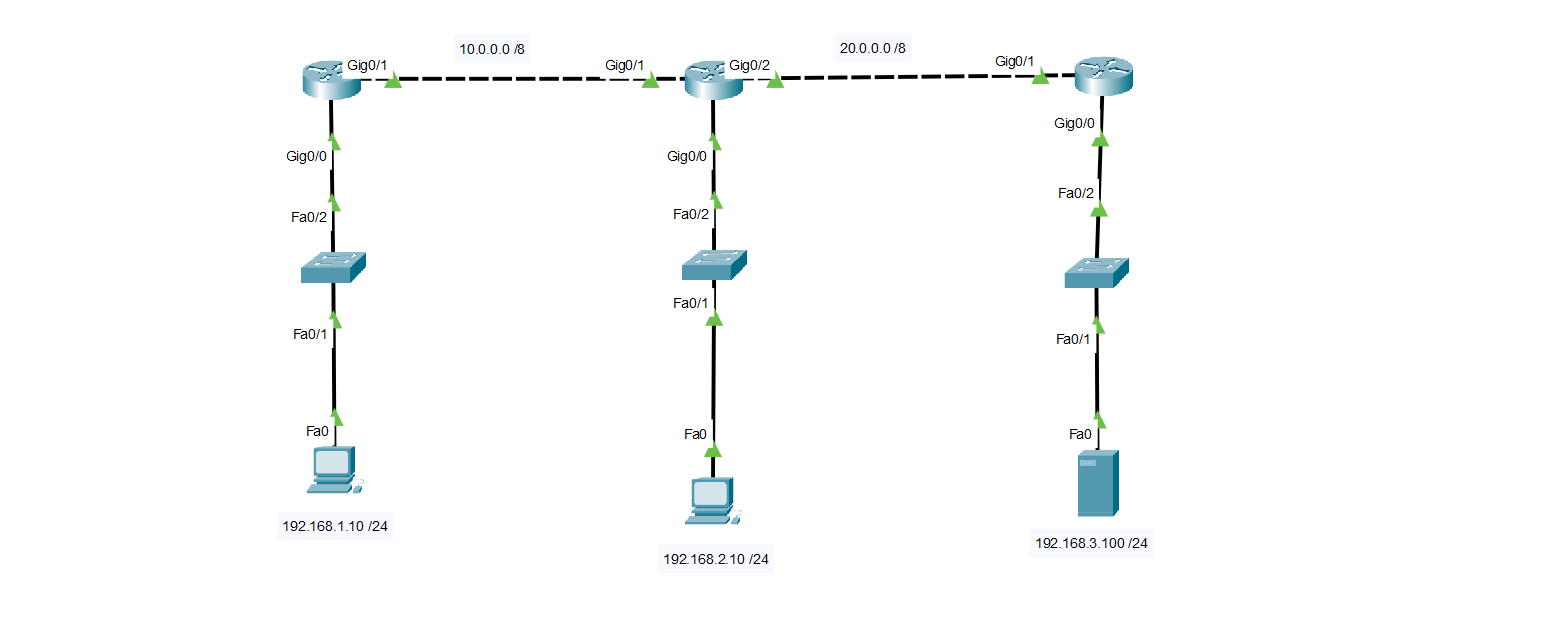 10.0.0.0 /8
20.0.0.0 /8
Gig0/1
Gig0/1
Gig0/2
Gig0/1
Gig0/0
Gig0/0
Gig0/0
Fa0/2
Fa0/2
Fa0/2
Fa0/1
Fa0/1
Fa0/1
Fa0
Fa0
Fa0
192.168.1.10 /24
192.168.2.10 /24
192.168.3.100 /24